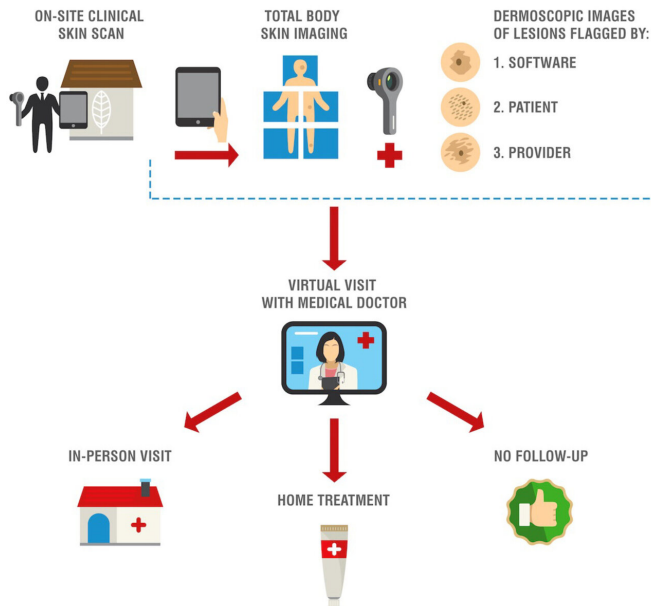 ON-SITE CLINICAL
SKIN SCAN
TOTAL BODY
SKIN IMAGING
DERMOSCOPIC IMAGES
OF LESIONS FLAGGED BY:
1. SOFTWARE
2. PATIENT
3. PROVIDER
VIRTUAL VISIT
WITH MEDICAL DOCTOR
IN-PERSON VISIT
HOME TREATMENT
NO FOLLOW-UP